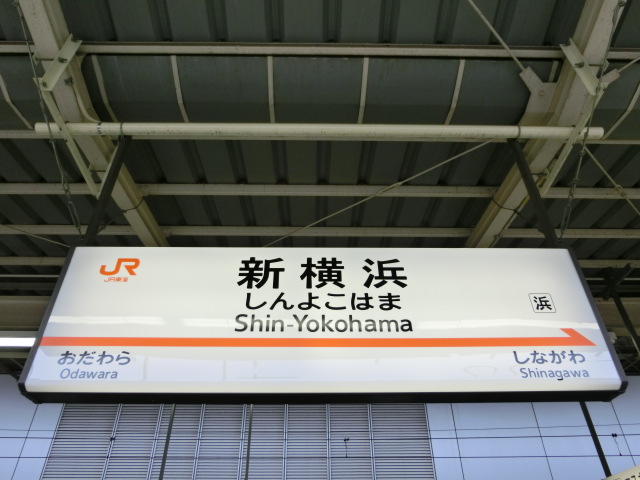 JR
JR東海
新横浜
しんよこはま
Shin-Yokohama
浜
おだわら
Odawara
しながわ
Shinagawa